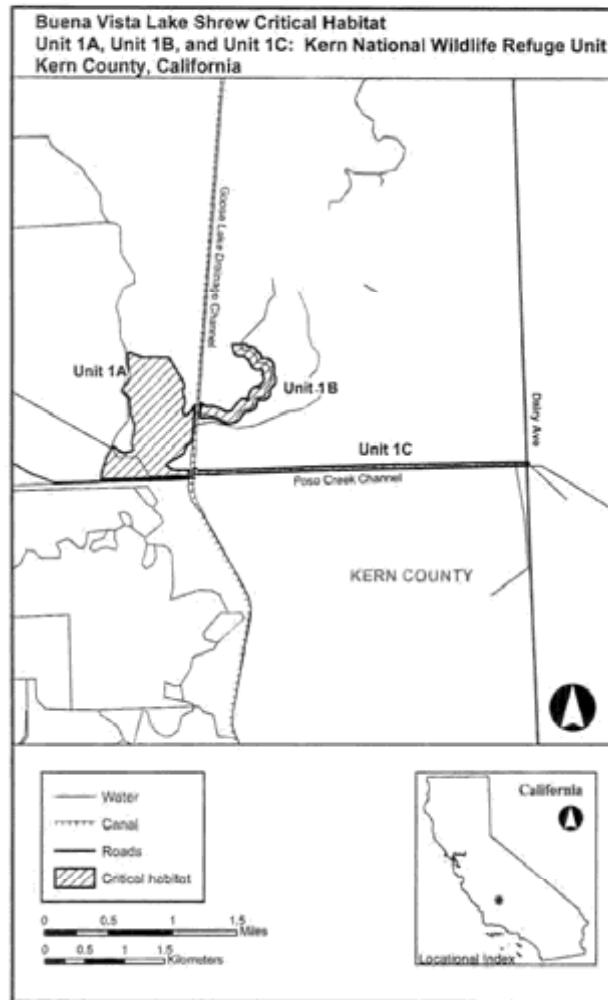 Buena Vista Lake Shrew Critical Habitat
Unit 1A, Unit 1B, and Unit 1C: Kern National Wildlife Refuge Unit
Kern County, California
Goose Lake Drainage Channel
Unit 1A
Unit 1B
Dairy Ave
Unit 1C
Poso Creek Channel
KERN COUNTY
Water
Canal
Roads
Critical habitat
0 0.5 1 1.5
Miles
0 0.5 1 1.5
Kilometers
California
Locational Index